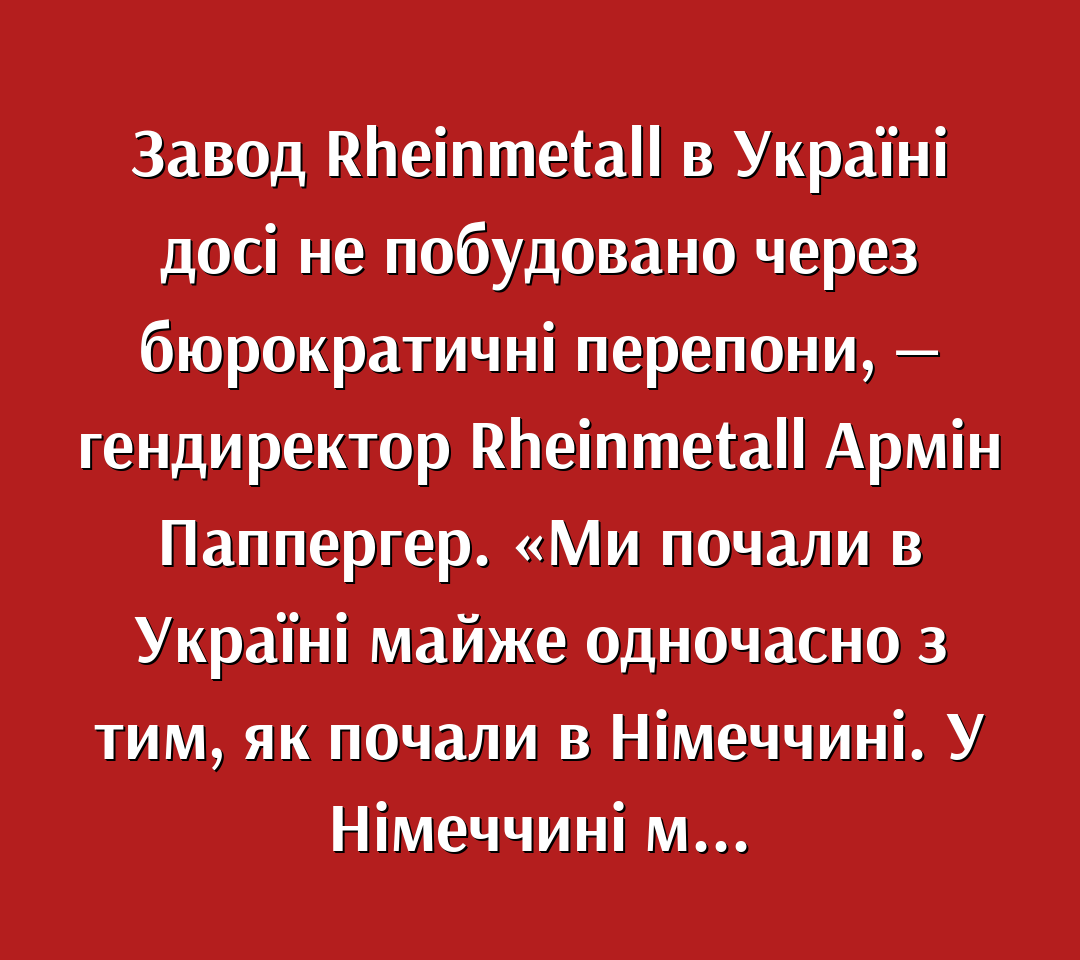 Завод Rheinmetall в Україні
досі не побудовано через
бюрократичні перепони, —
гендиректор Rheinmetall Армін
Паппергер. «Ми почали в
Україні майже одночасно з
тим, як почали в Німеччині. У
Німеччині м...